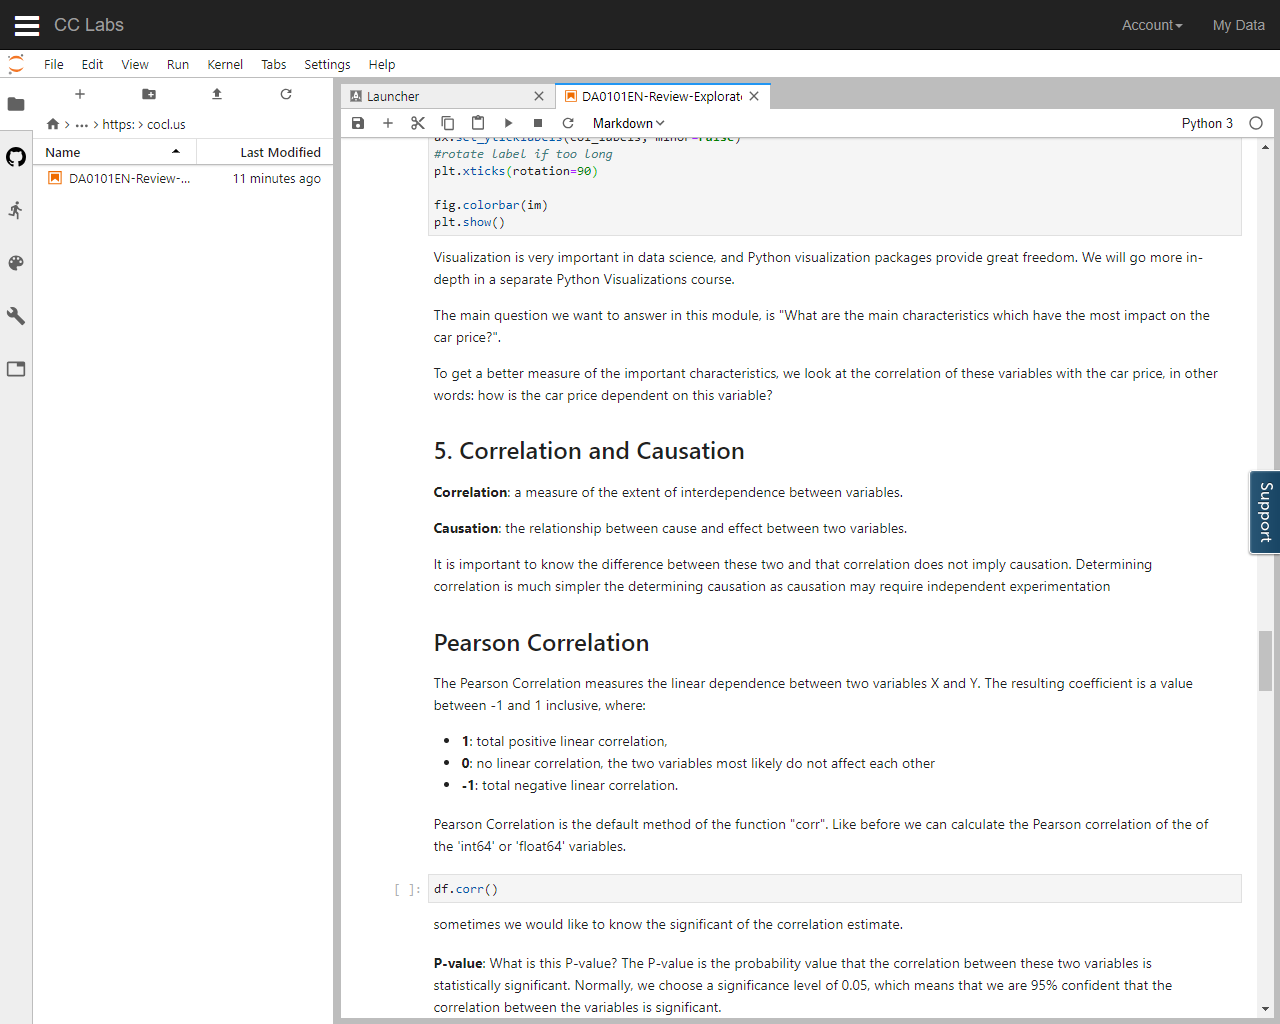 CC Labs
Account
My Data
File Edit View Run Kernel Tabs Settings Help
Launcher
DA0101EN-Review-Explorat
> ... > https: > cocl.us
Markdown
Python 3
Name
Last Modified
DA0101EN-Review-...
11 minutes ago
ax.set_yticklabels(col_labels, minor=False)
#rotate label if too long
plt.xticks(rotation=90)
fig.colorbar(im)
plt.show()
Visualization is very important in data science, and Python visualization packages provide great freedom. We will go more in-
depth in a separate Python Visualizations course.
The main question we want to answer in this module, is "What are the main characteristics which have the most impact on the
car price?".
To get a better measure of the important characteristics, we look at the correlation of these variables with the car price, in other
words: how is the car price dependent on this variable?
5. Correlation and Causation
Correlation: a measure of the extent of interdependence between variables.
Causation: the relationship between cause and effect between two variables.
It is important to know the difference between these two and that correlation does not imply causation. Determining
correlation is much simpler the determining causation as causation may require independent experimentation
Support
Pearson Correlation
The Pearson Correlation measures the linear dependence between two variables X and Y. The resulting coefficient is a value
between -1 and 1 inclusive, where:
• 1: total positive linear correlation,
• 0: no linear correlation, the two variables most likely do not affect each other
• -1: total negative linear correlation.
Pearson Correlation is the default method of the function "corr". Like before we can calculate the Pearson correlation of the of
the 'int64' or 'float64' variables.
[ ]: df.corr()
sometimes we would like to know the significant of the correlation estimate.
P-value: What is this P-value? The P-value is the probability value that the correlation between these two variables is
statistically significant. Normally, we choose a significance level of 0.05, which means that we are 95% confident that the
correlation between the variables is significant.